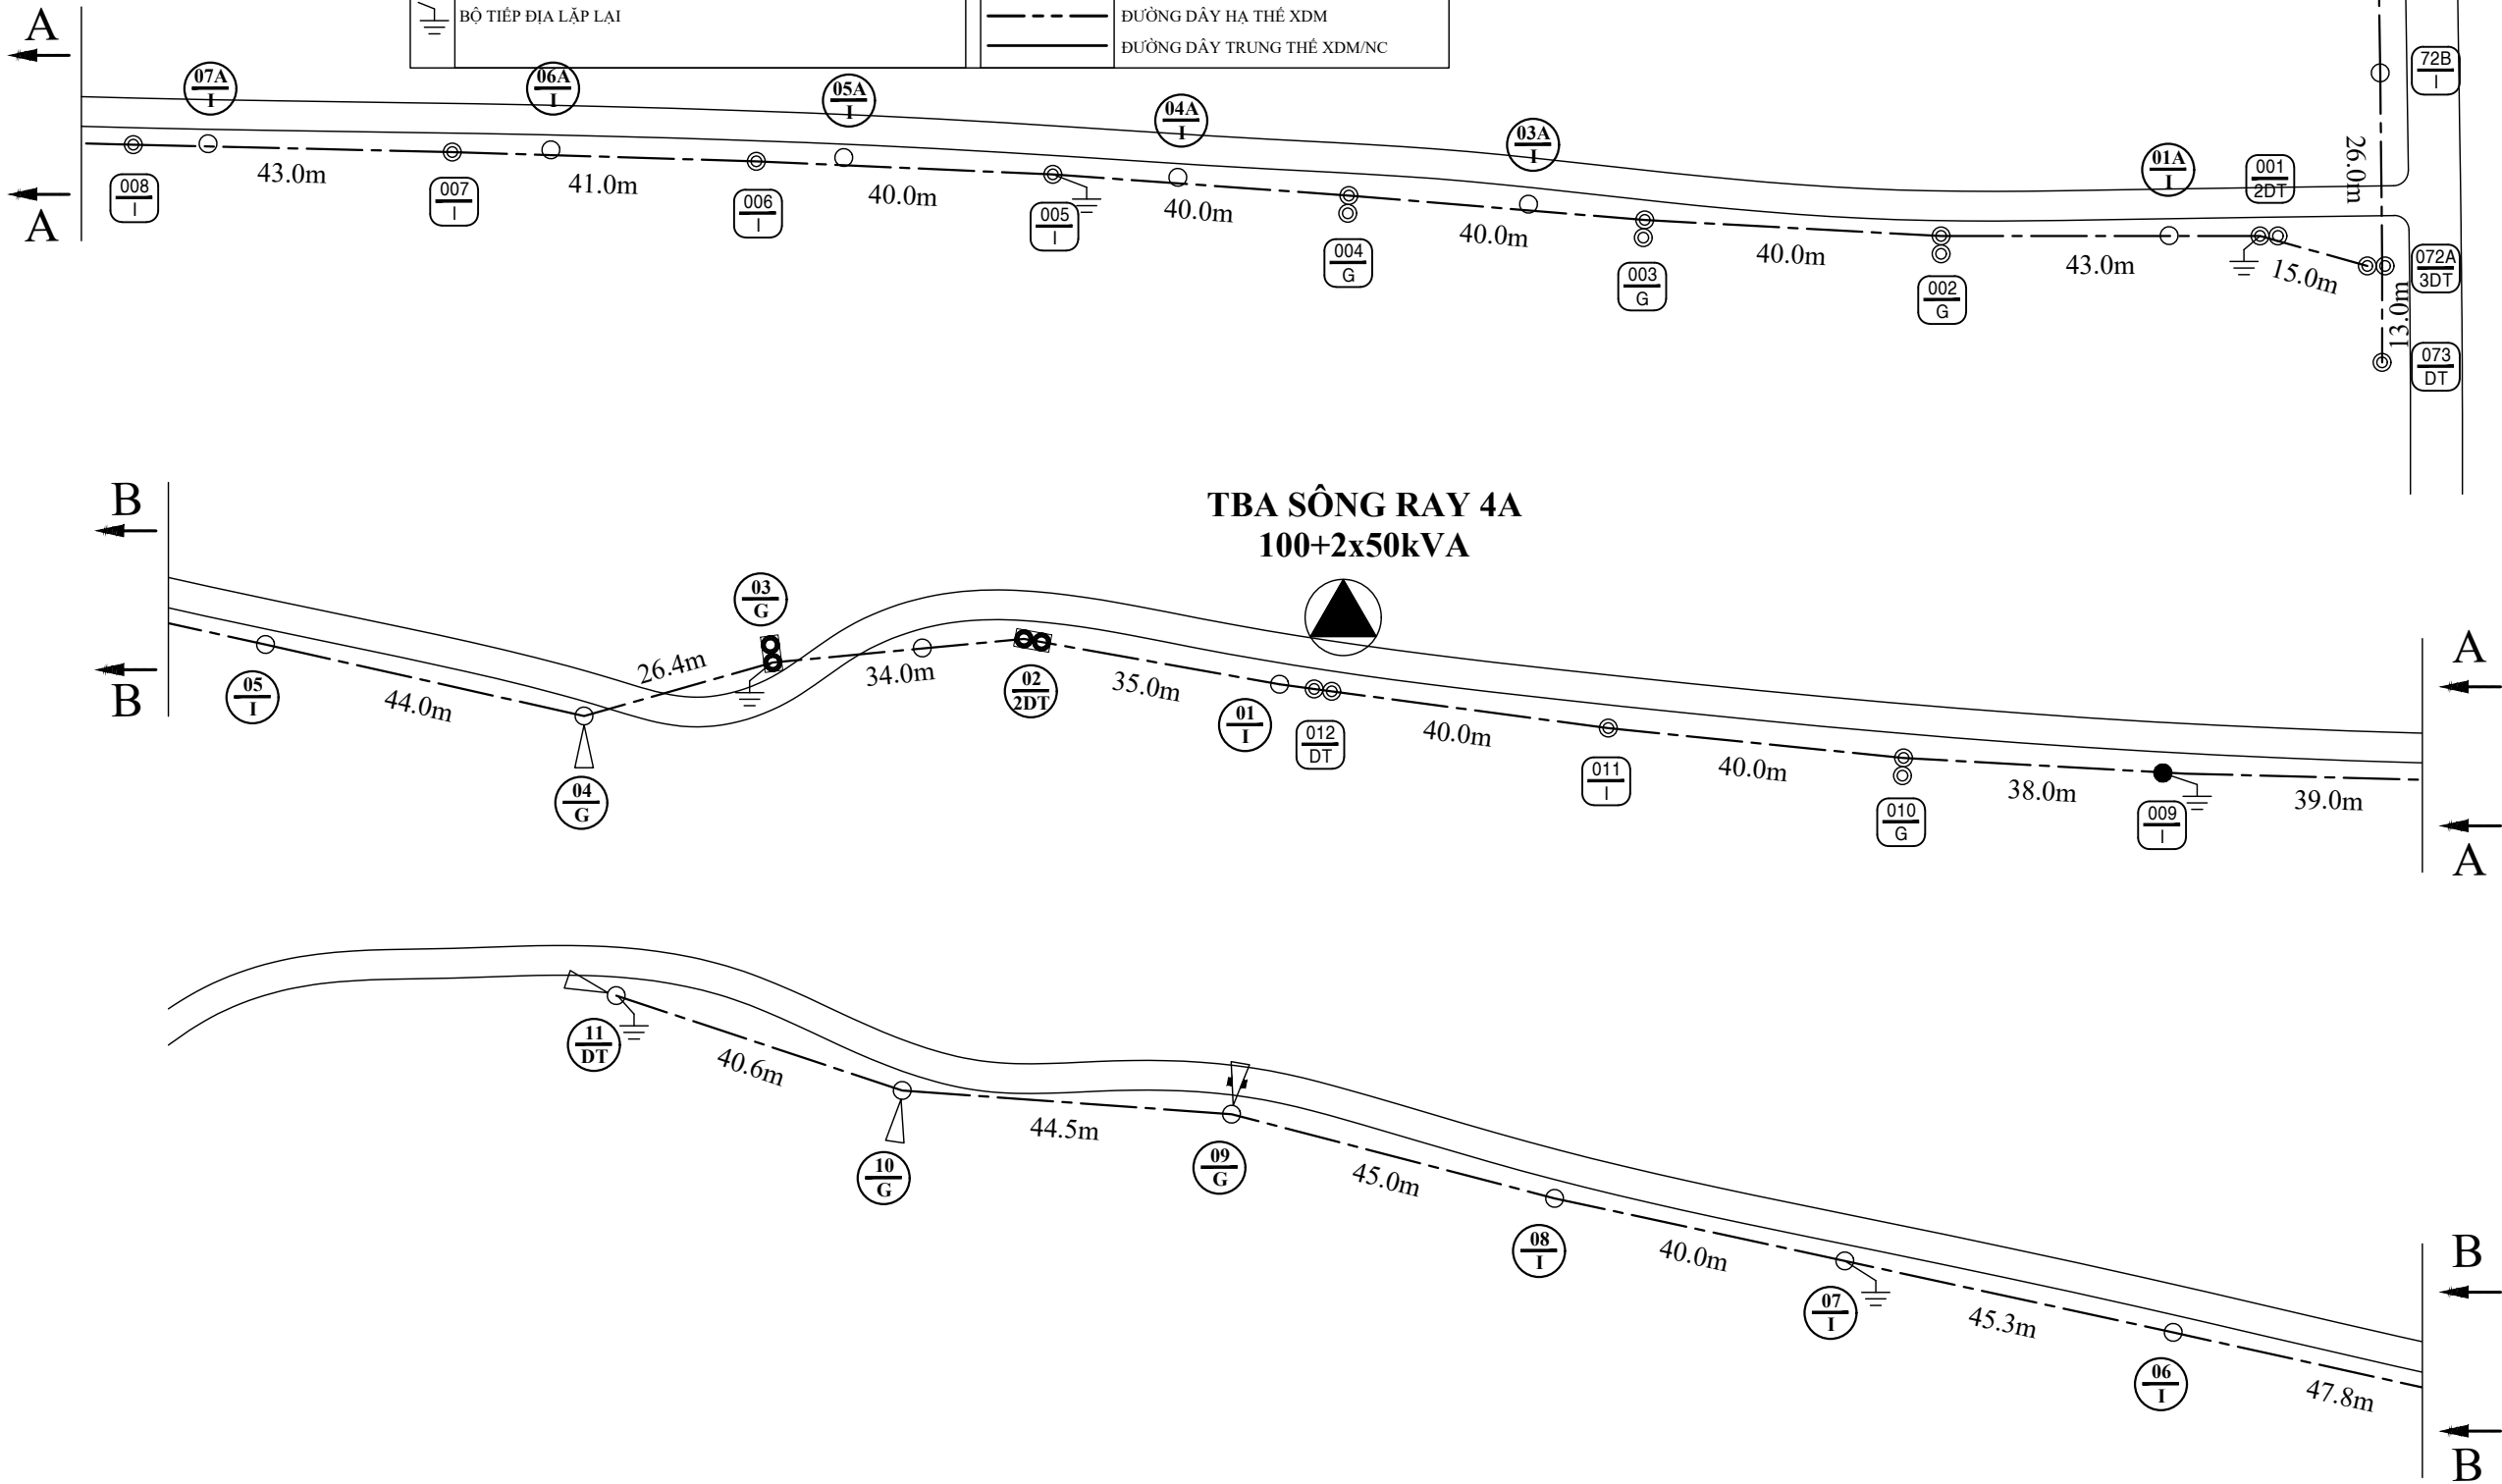 BỘ TIẾP ĐỊA LẶP LẠI
ĐƯỜNG DÂY HẠ THẾ XDM
ĐƯỜNG DÂY TRUNG THẾ XDM/NC
A
A
07A
I
06A
I
05A
I
04A
I
03A
I
01A
I
001
2DT
72B
I
26.0m
008
I
43.0m
007
I
41.0m
006
I
40.0m
005
I
40.0m
004
G
40.0m
003
G
40.0m
002
G
43.0m
15.0m
072A
3DT
13.0m
073
DT
TBA SÔNG RAY 4A
100+2x50kVA
B
B
05
I
44.0m
04
G
26.4m
03
G
34.0m
02
2DT
35.0m
01
I
012
DT
40.0m
011
I
40.0m
010
G
38.0m
009
I
39.0m
A
A
11
DT
40.6m
10
G
44.5m
09
G
45.0m
08
I
40.0m
07
I
45.3m
06
I
47.8m
B
B